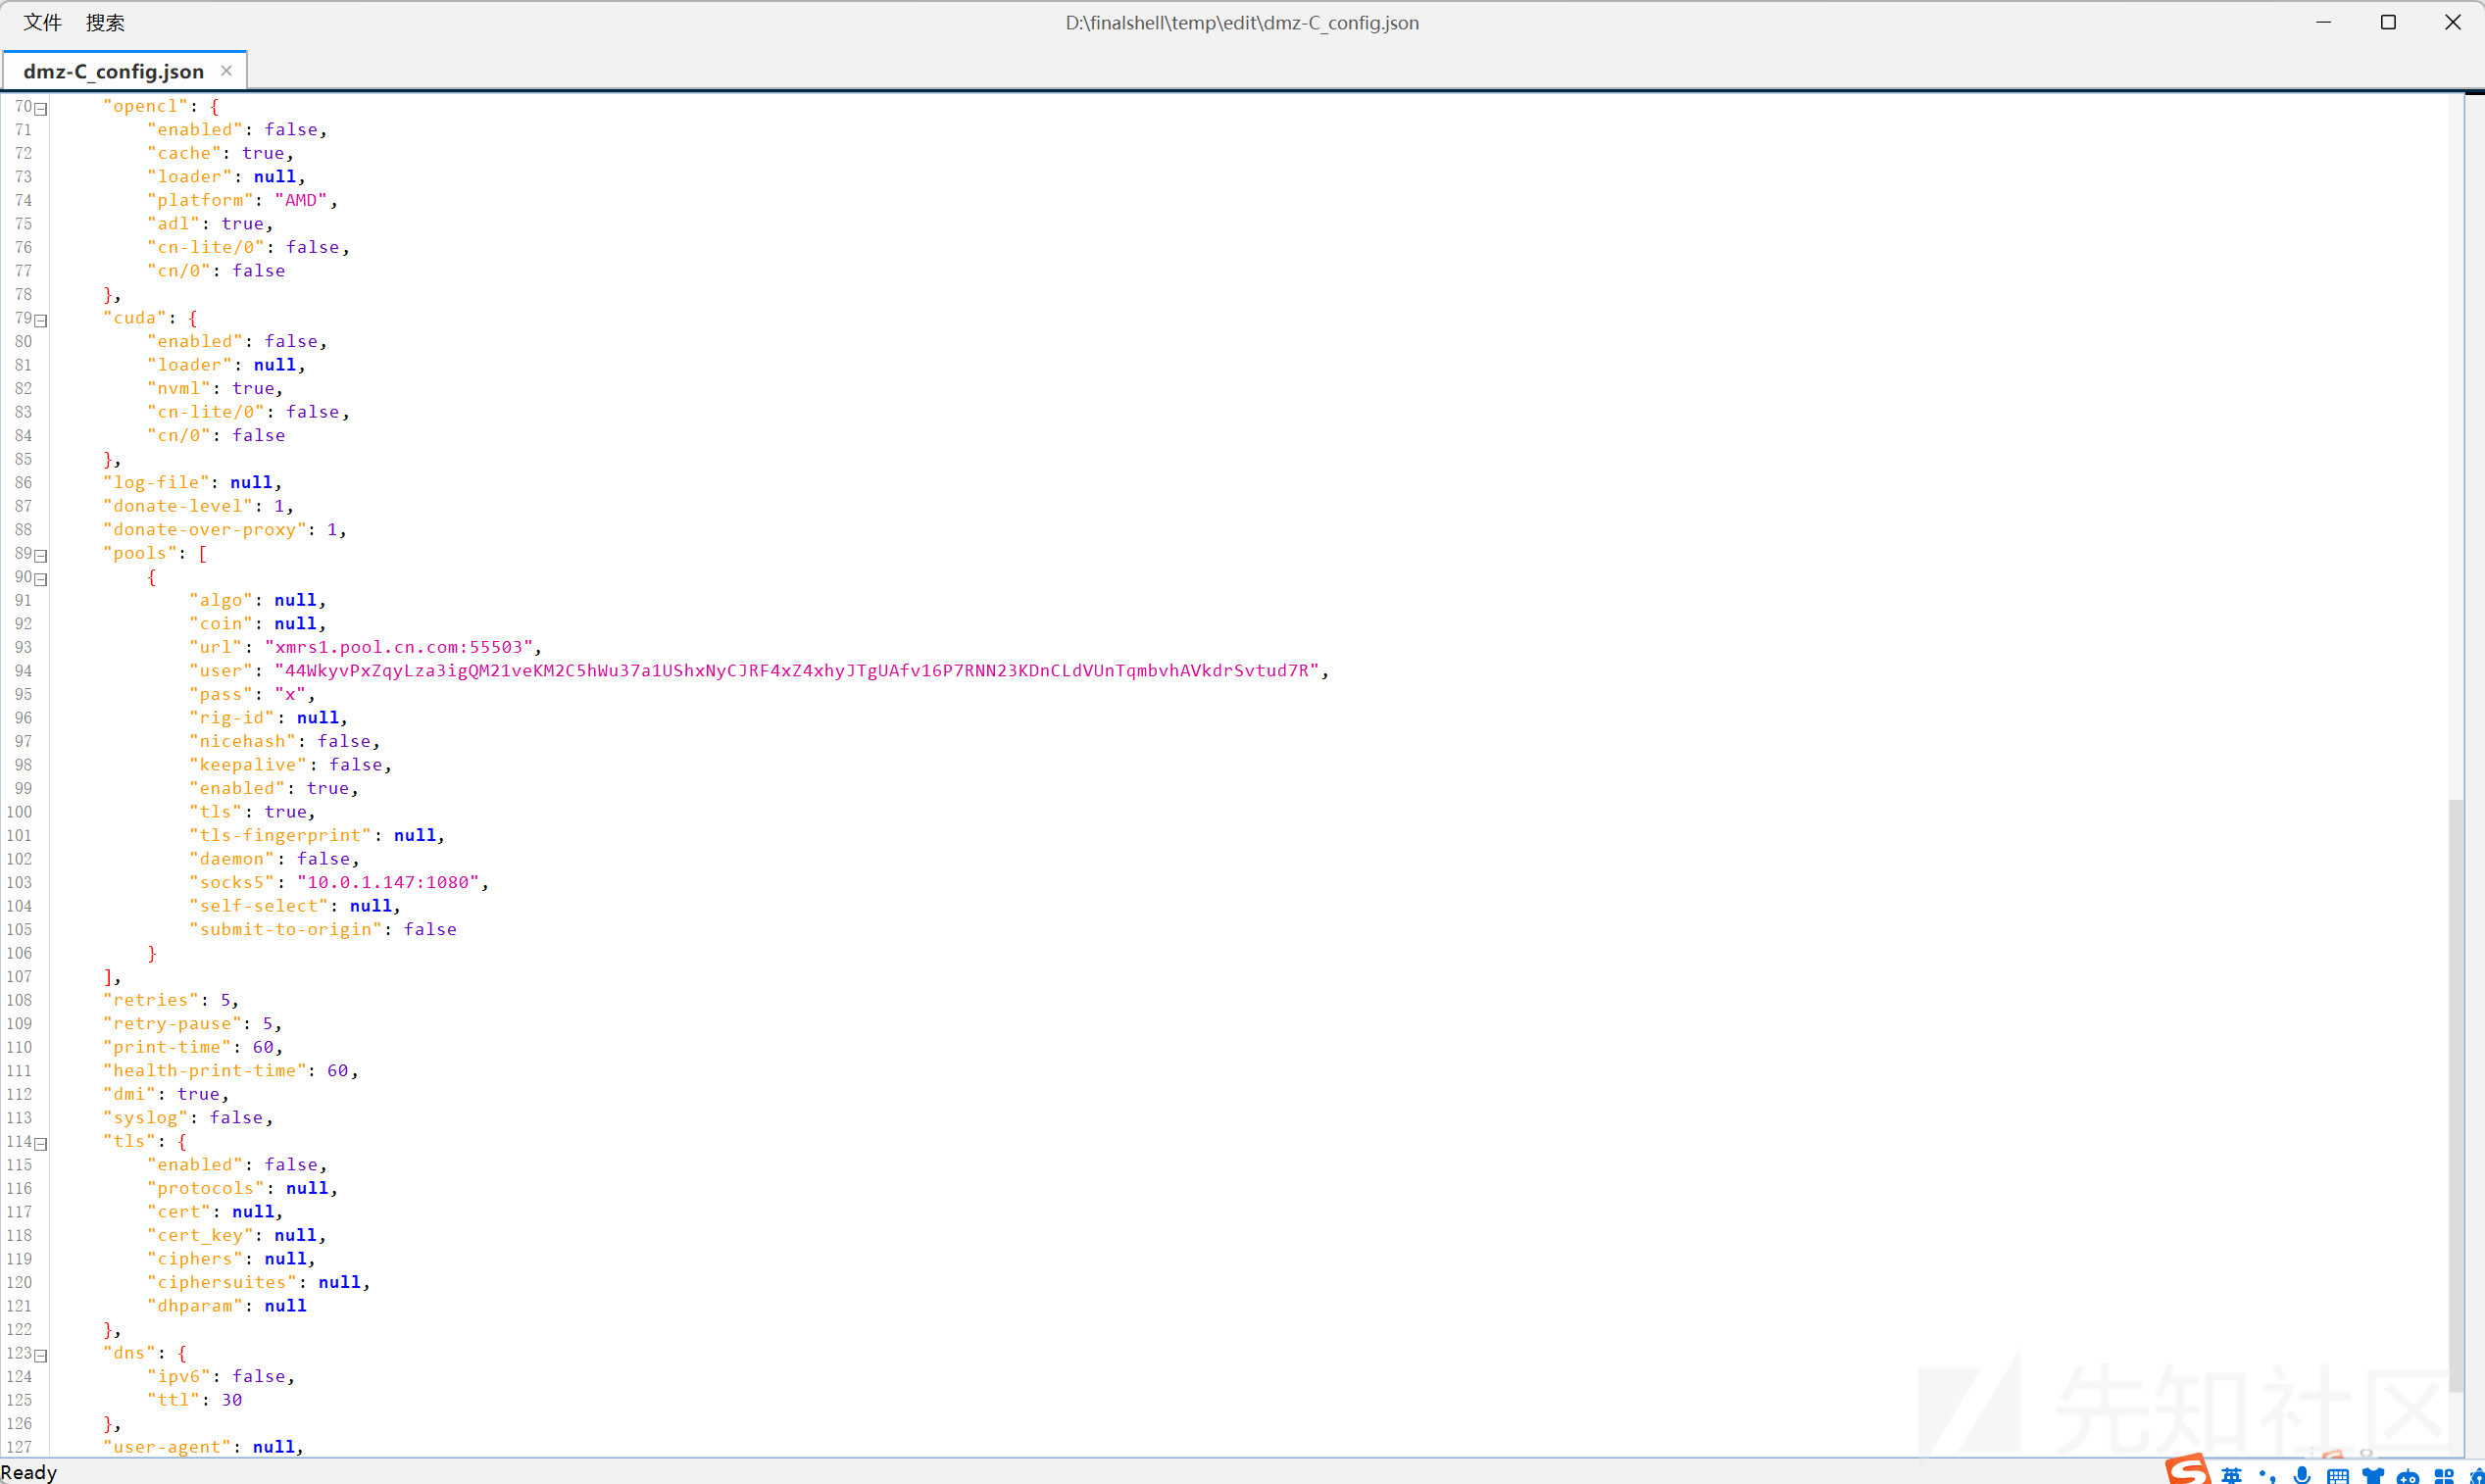 文件 搜索
D:\finalshell\temp\edit\dmz-C_config.json
dmz-C_config.json
70 "opencl": {
71 "enabled": false,
72 "cache": true,
73 "loader": null,
74 "platform": "AMD",
75 "adl": true,
76 "cn-lite/0": false,
77 "cn/0": false
78 },
79 "cuda": {
80 "enabled": false,
81 "loader": null,
82 "nvml": true,
83 "cn-lite/0": false,
84 "cn/0": false
85 },
86 "log-file": null,
87 "donate-level": 1,
88 "donate-over-proxy": 1,
89 "pools": [
90 {
91 "algo": null,
92 "coin": null,
93 "url": "xmrs1.pool.cn.com:55503",
94 "user": "44WkyvPxZqyLza3igQM21veKM2C5hWu37a1UShxNyCJRF4xZ4xhyJTgUAfv16P7RNN23KDnCLdVUnTqmbvhAVkdrSvtud7R",
95 "pass": "x",
96 "rig-id": null,
97 "nicehash": false,
98 "keepalive": false,
99 "enabled": true,
100 "tls": true,
101 "tls-fingerprint": null,
102 "daemon": false,
103 "socks5": "10.0.1.147:1080",
104 "self-select": null,
105 "submit-to-origin": false
106 }
107 ],
108 "retries": 5,
109 "retry-pause": 5,
110 "print-time": 60,
111 "health-print-time": 60,
112 "dmi": true,
113 "syslog": false,
114 "tls": {
115 "enabled": false,
116 "protocols": null,
117 "cert": null,
118 "cert_key": null,
119 "ciphers": null,
120 "ciphersuites": null,
121 "dhparam": null
122 },
123 "dns": {
124 "ipv6": false,
125 "ttl": 30
126 },
127 "user-agent": null,
先知社区
Ready
英